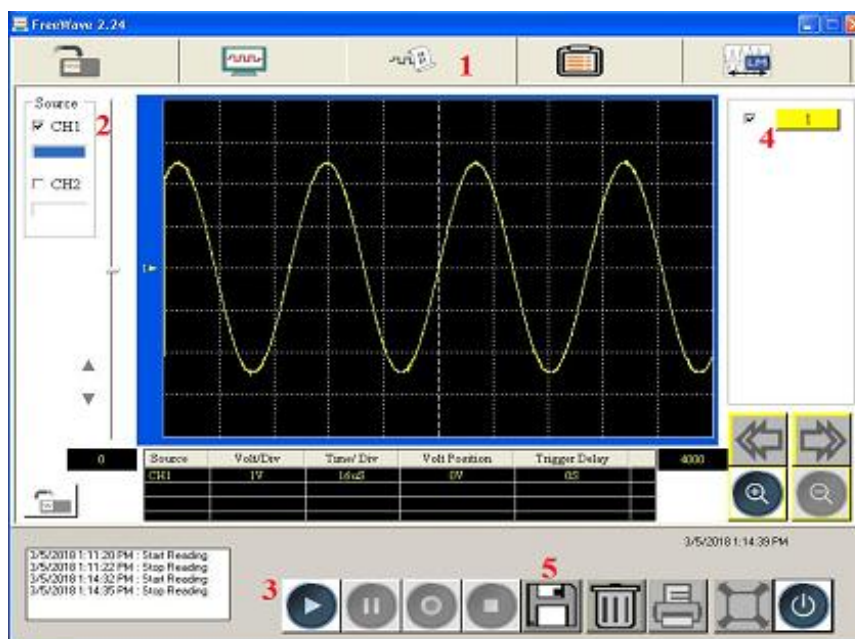 FreeWave 2.24
1
Source
CH1
2
CH2
4
1
1
0
Source Volt/Div Time/ Div Volt Position Trigger Delay
CH1 1V 16uS 0V 0S
4000
3/5/2018 1:14:39 PM
3/5/2018 1:11:20 PM : Start Reading
3/5/2018 1:11:22 PM : Stop Reading
3/5/2018 1:14:32 PM : Start Reading
3/5/2018 1:14:35 PM : Stop Reading
3
5